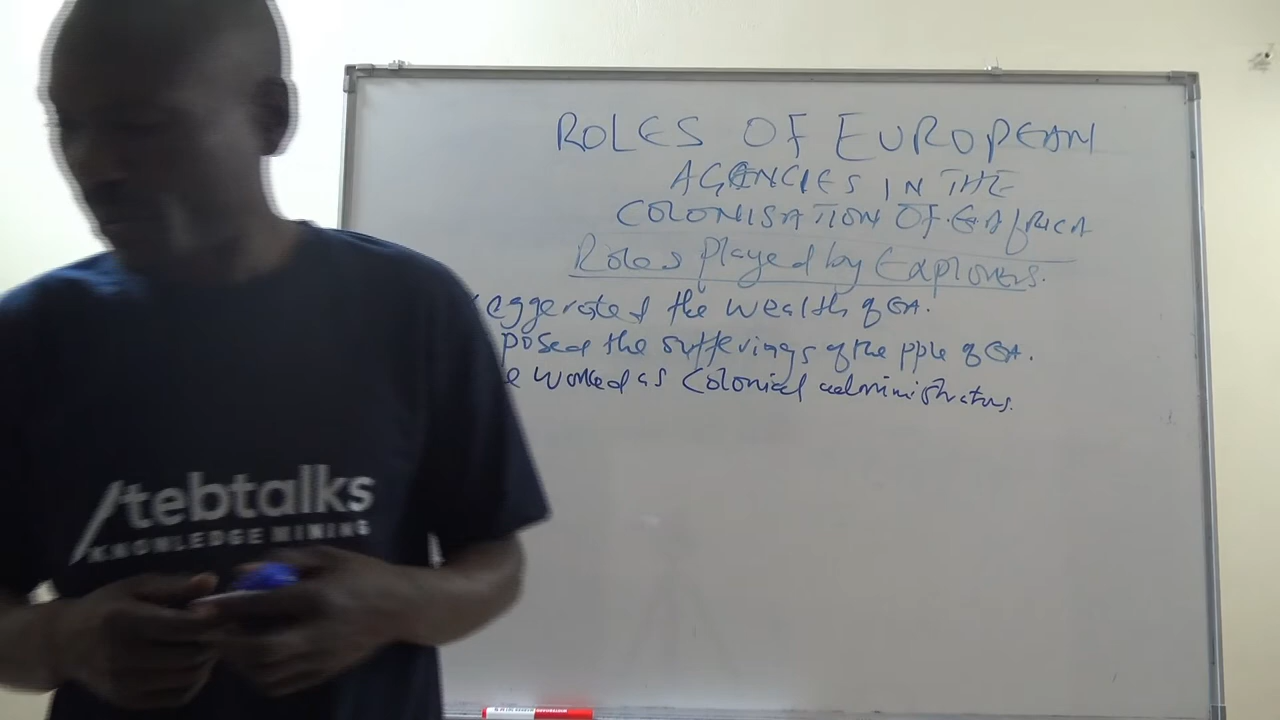 ROLES OF EUROPEAN
AGENCIES IN THE
COLONISATION OF E.AfRICA
Roles played by Explorers.
aggerated the wealth of EA.
posed the sufferings of the pple of EA.
e worked as Colonial administrators.
/tebtalks
KNOWLEDGE MINING